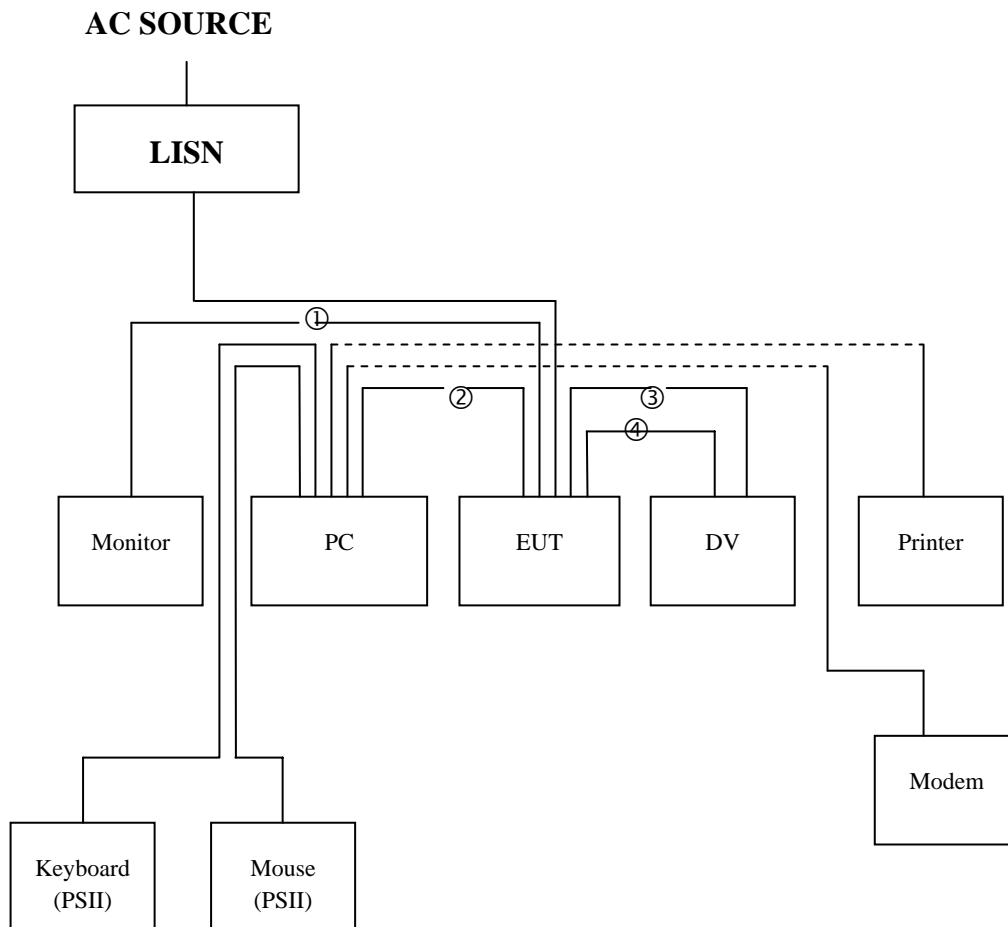 AC SOURCE
LISN
①
②
③
④
Monitor
PC
EUT
DV
Printer
Modem
Keyboard
(PSII)
Mouse
(PSII)